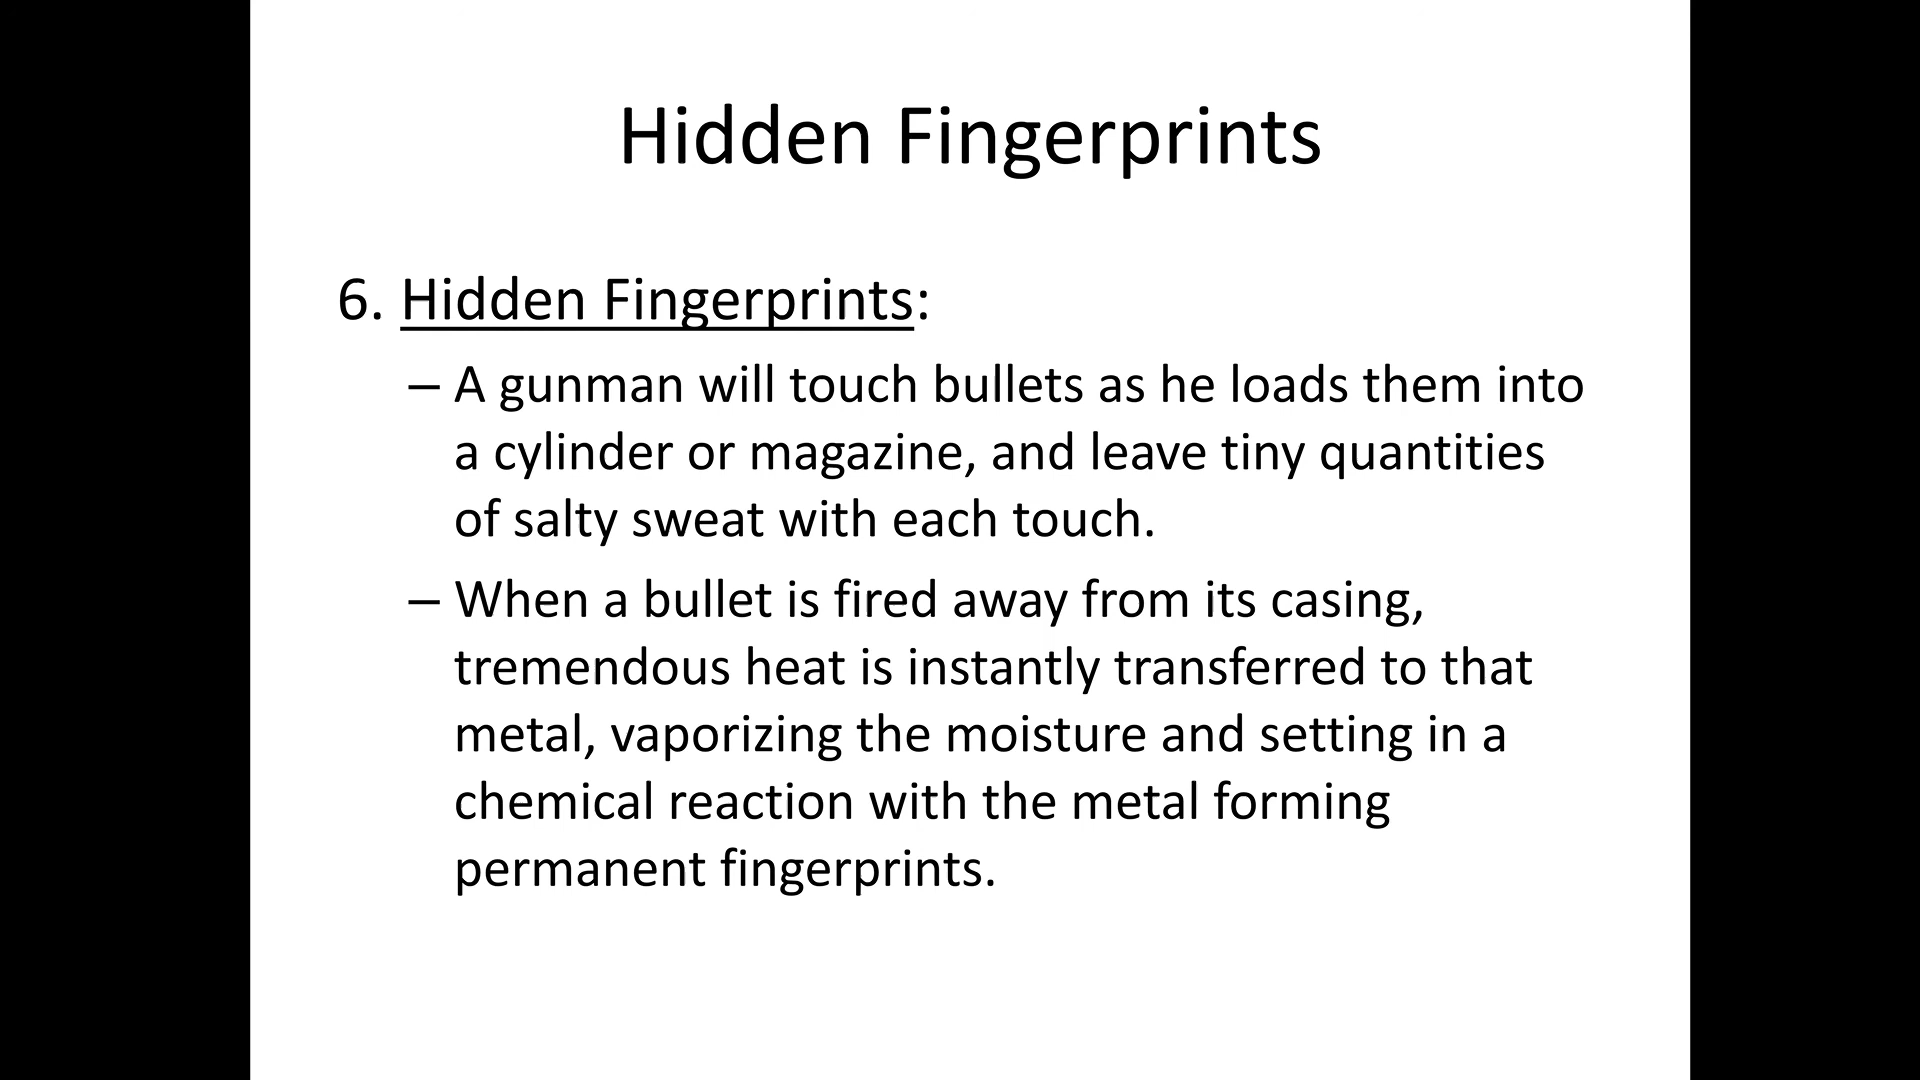 Hidden Fingerprints
6. Hidden Fingerprints:
– A gunman will touch bullets as he loads them into
a cylinder or magazine, and leave tiny quantities
of salty sweat with each touch.
– When a bullet is fired away from its casing,
tremendous heat is instantly transferred to that
metal, vaporizing the moisture and setting in a
chemical reaction with the metal forming
permanent fingerprints.